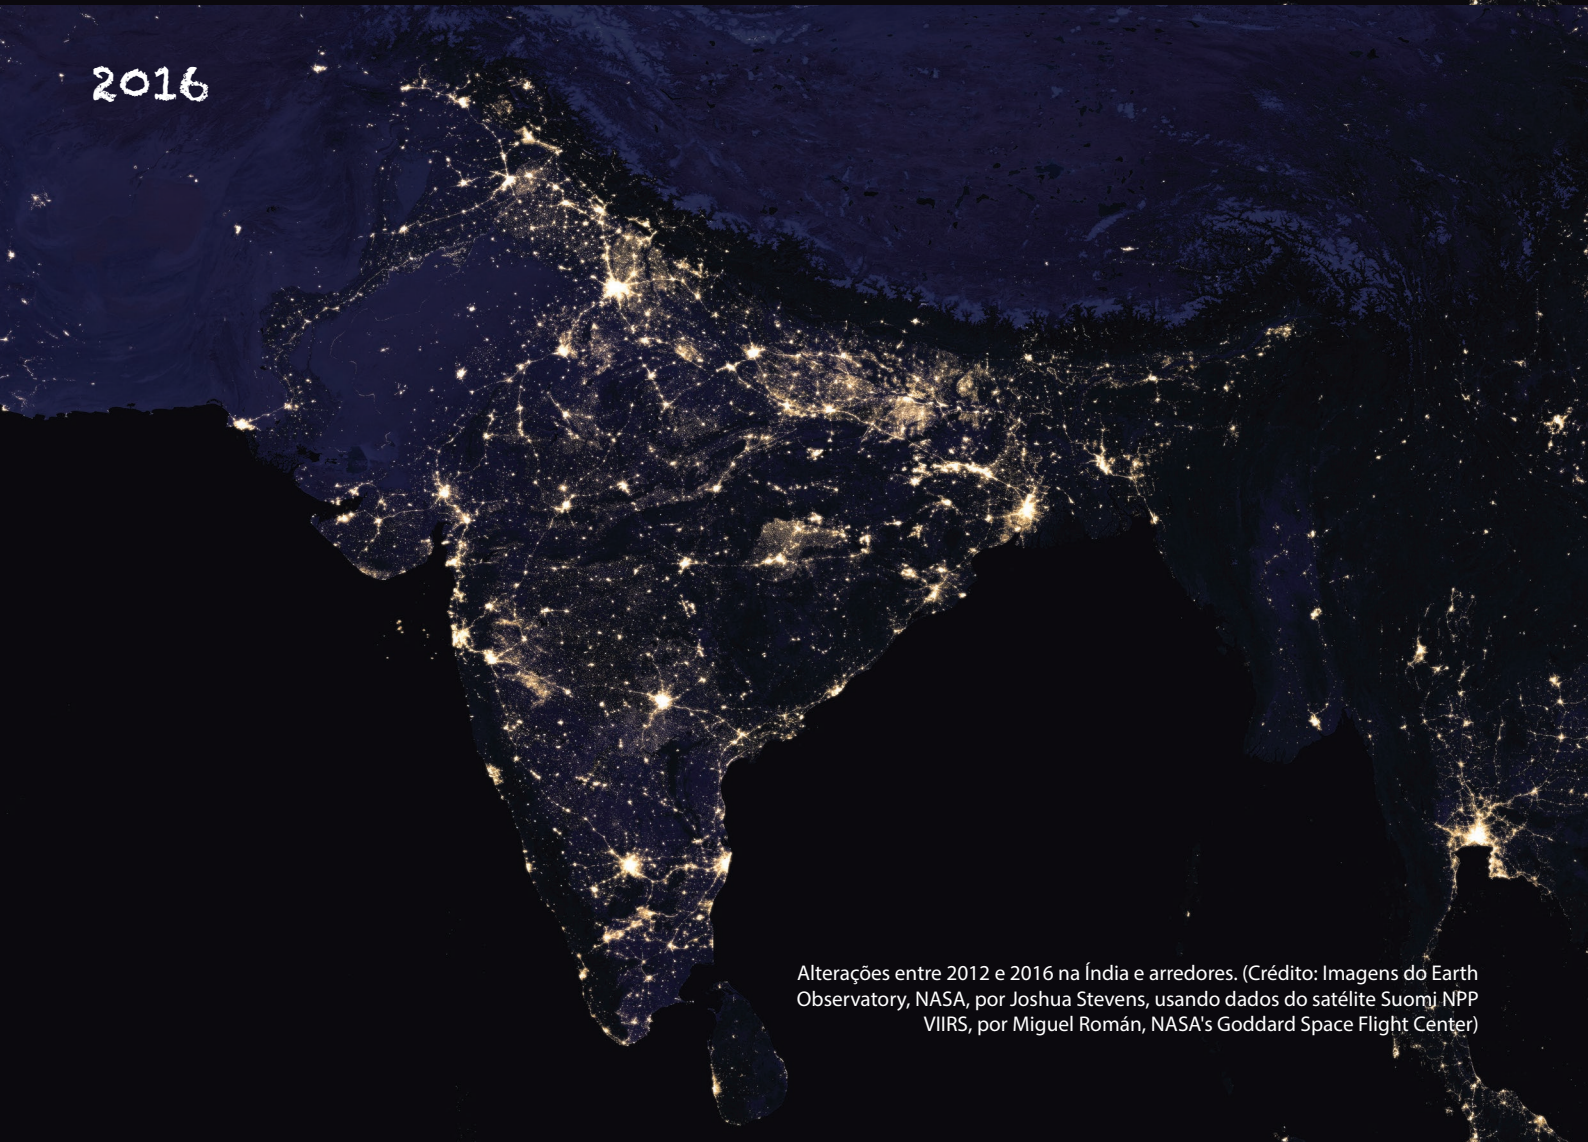 2016
Alterações entre 2012 e 2016 na Índia e arredores. (Crédito: Imagens do Earth
Observatory, NASA, por Joshua Stevens, usando dados do satélite Suomi NPP
VIIRS, por Miguel Román, NASA's Goddard Space Flight Center)